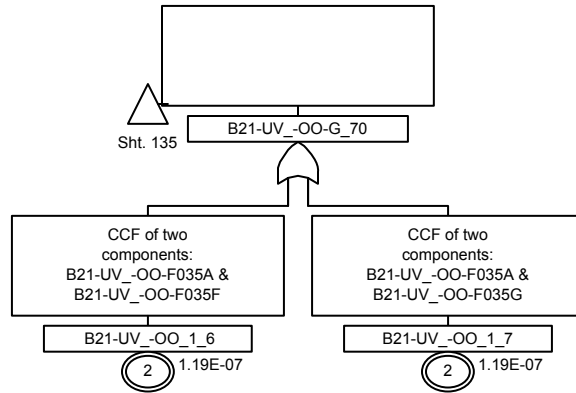 Sht. 135
B21-UV_-OO-G_70
CCF of two
components:
B21-UV_-OO-F035A &
B21-UV_-OO-F035F
B21-UV_-OO_1_6
2
1.19E-07
CCF of two
components:
B21-UV_-OO-F035A &
B21-UV_-OO-F035G
B21-UV_-OO_1_7
2
1.19E-07